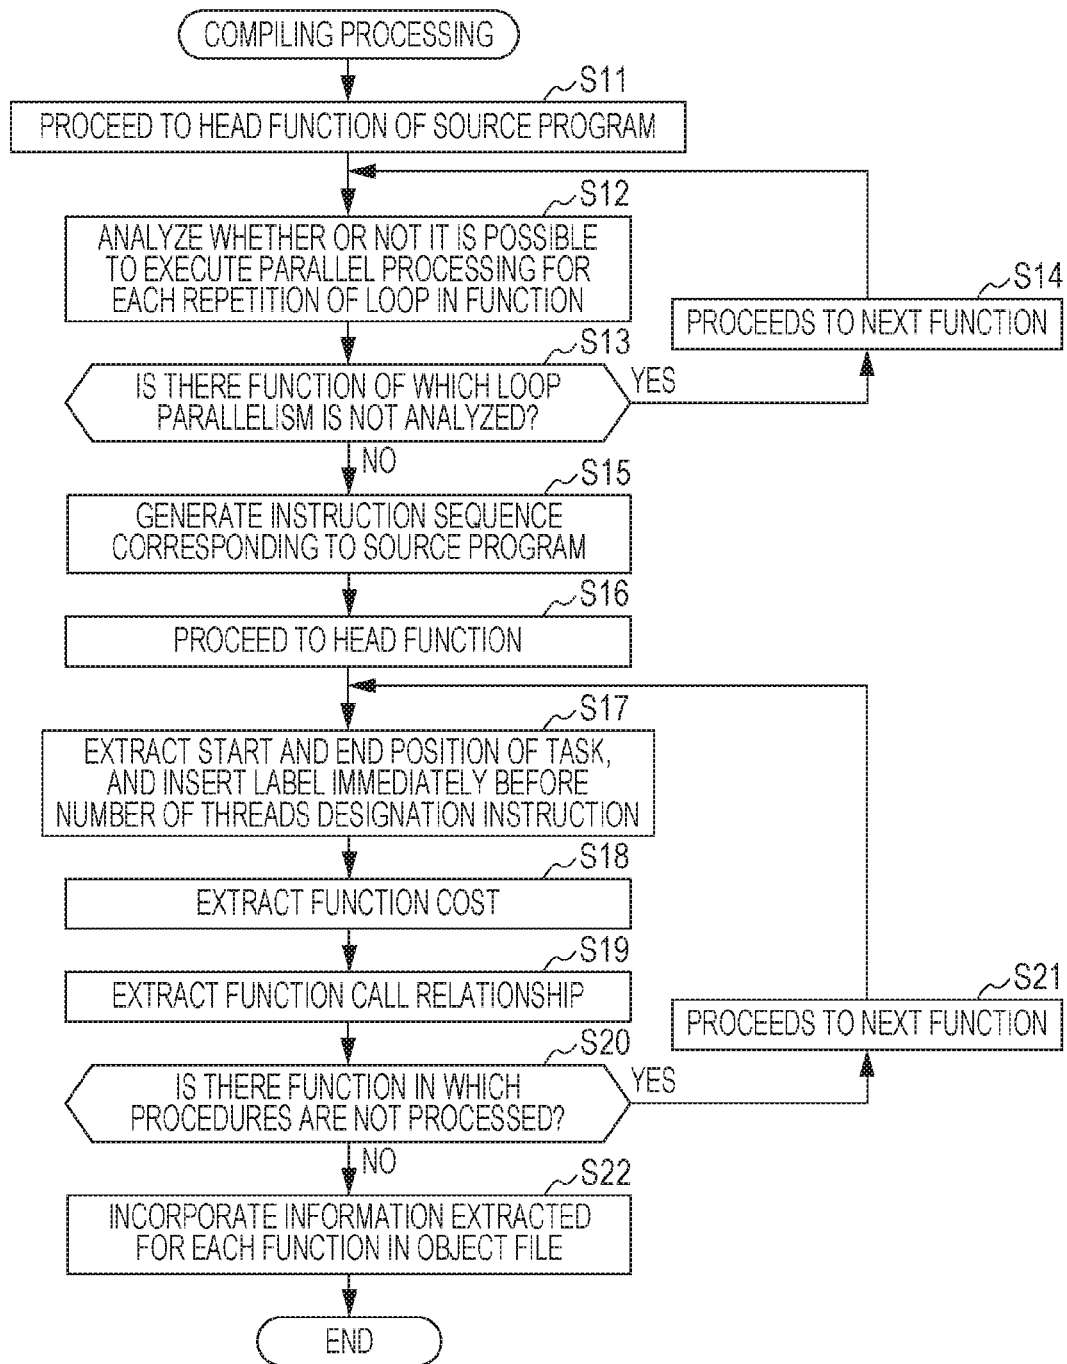 COMPILING PROCESSING
S11
PROCEED TO HEAD FUNCTION OF SOURCE PROGRAM
S12
ANALYZE WHETHER OR NOT IT IS POSSIBLE
TO EXECUTE PARALLEL PROCESSING FOR
EACH REPETITION OF LOOP IN FUNCTION
S14
PROCEEDS TO NEXT FUNCTION
S13
IS THERE FUNCTION OF WHICH LOOP
PARALLELISM IS NOT ANALYZED?
YES
NO
S15
GENERATE INSTRUCTION SEQUENCE
CORRESPONDING TO SOURCE PROGRAM
S16
PROCEED TO HEAD FUNCTION
S17
EXTRACT START AND END POSITION OF TASK,
AND INSERT LABEL IMMEDIATELY BEFORE
NUMBER OF THREADS DESIGNATION INSTRUCTION
S18
EXTRACT FUNCTION COST
S19
EXTRACT FUNCTION CALL RELATIONSHIP
S21
PROCEEDS TO NEXT FUNCTION
S20
IS THERE FUNCTION IN WHICH
PROCEDURES ARE NOT PROCESSED?
YES
NO
S22
INCORPORATE INFORMATION EXTRACTED
FOR EACH FUNCTION IN OBJECT FILE
END